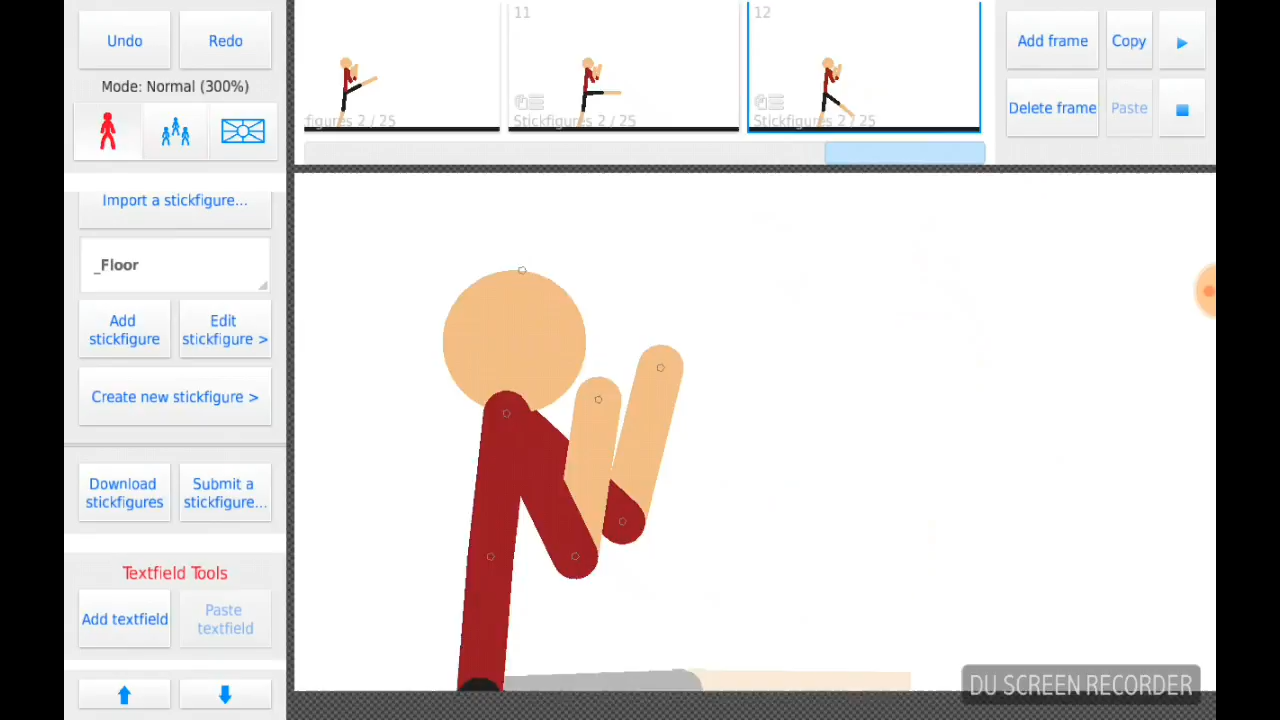 Undo
Redo
Mode: Normal (300%)
Import a stickfigure...
_Floor
Add stickfigure
Edit stickfigure >
Create new stickfigure >
Download stickfigures
Submit a stickfigure...
Textfield Tools
Add textfield
Paste textfield
figures 2 / 25
11
Stickfigures 2 / 25
12
Stickfigures 2 / 25
Add frame
Copy
Delete frame
Paste
DU SCREEN RECORDER